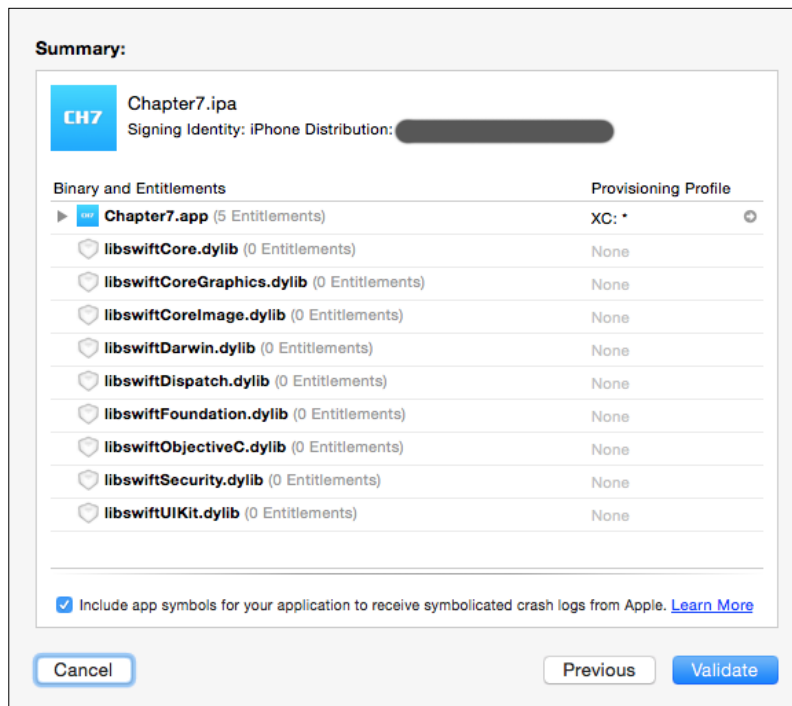 Summary:
CH7
Chapter7.ipa
Signing Identity: iPhone Distribution:
Binary and Entitlements Provisioning Profile
CH7 Chapter7.app (5 Entitlements) XC: *
libswiftCore.dylib (0 Entitlements) None
libswiftCoreGraphics.dylib (0 Entitlements) None
libswiftCoreImage.dylib (0 Entitlements) None
libswiftDarwin.dylib (0 Entitlements) None
libswiftDispatch.dylib (0 Entitlements) None
libswiftFoundation.dylib (0 Entitlements) None
libswiftObjectiveC.dylib (0 Entitlements) None
libswiftSecurity.dylib (0 Entitlements) None
libswiftUIKit.dylib (0 Entitlements) None
Include app symbols for your application to receive symbolicated crash logs from Apple. Learn More
Cancel Previous Validate